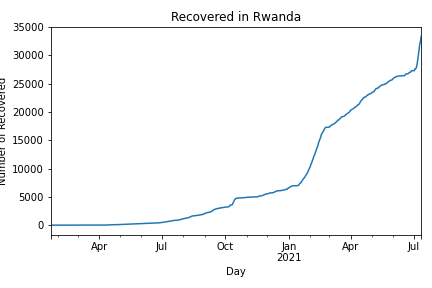 Recovered in Rwanda
Number of Recovered
35000
30000
25000
20000
15000
10000
5000
0
Apr
Jul
Oct
Jan
2021
Apr
Jul
Day